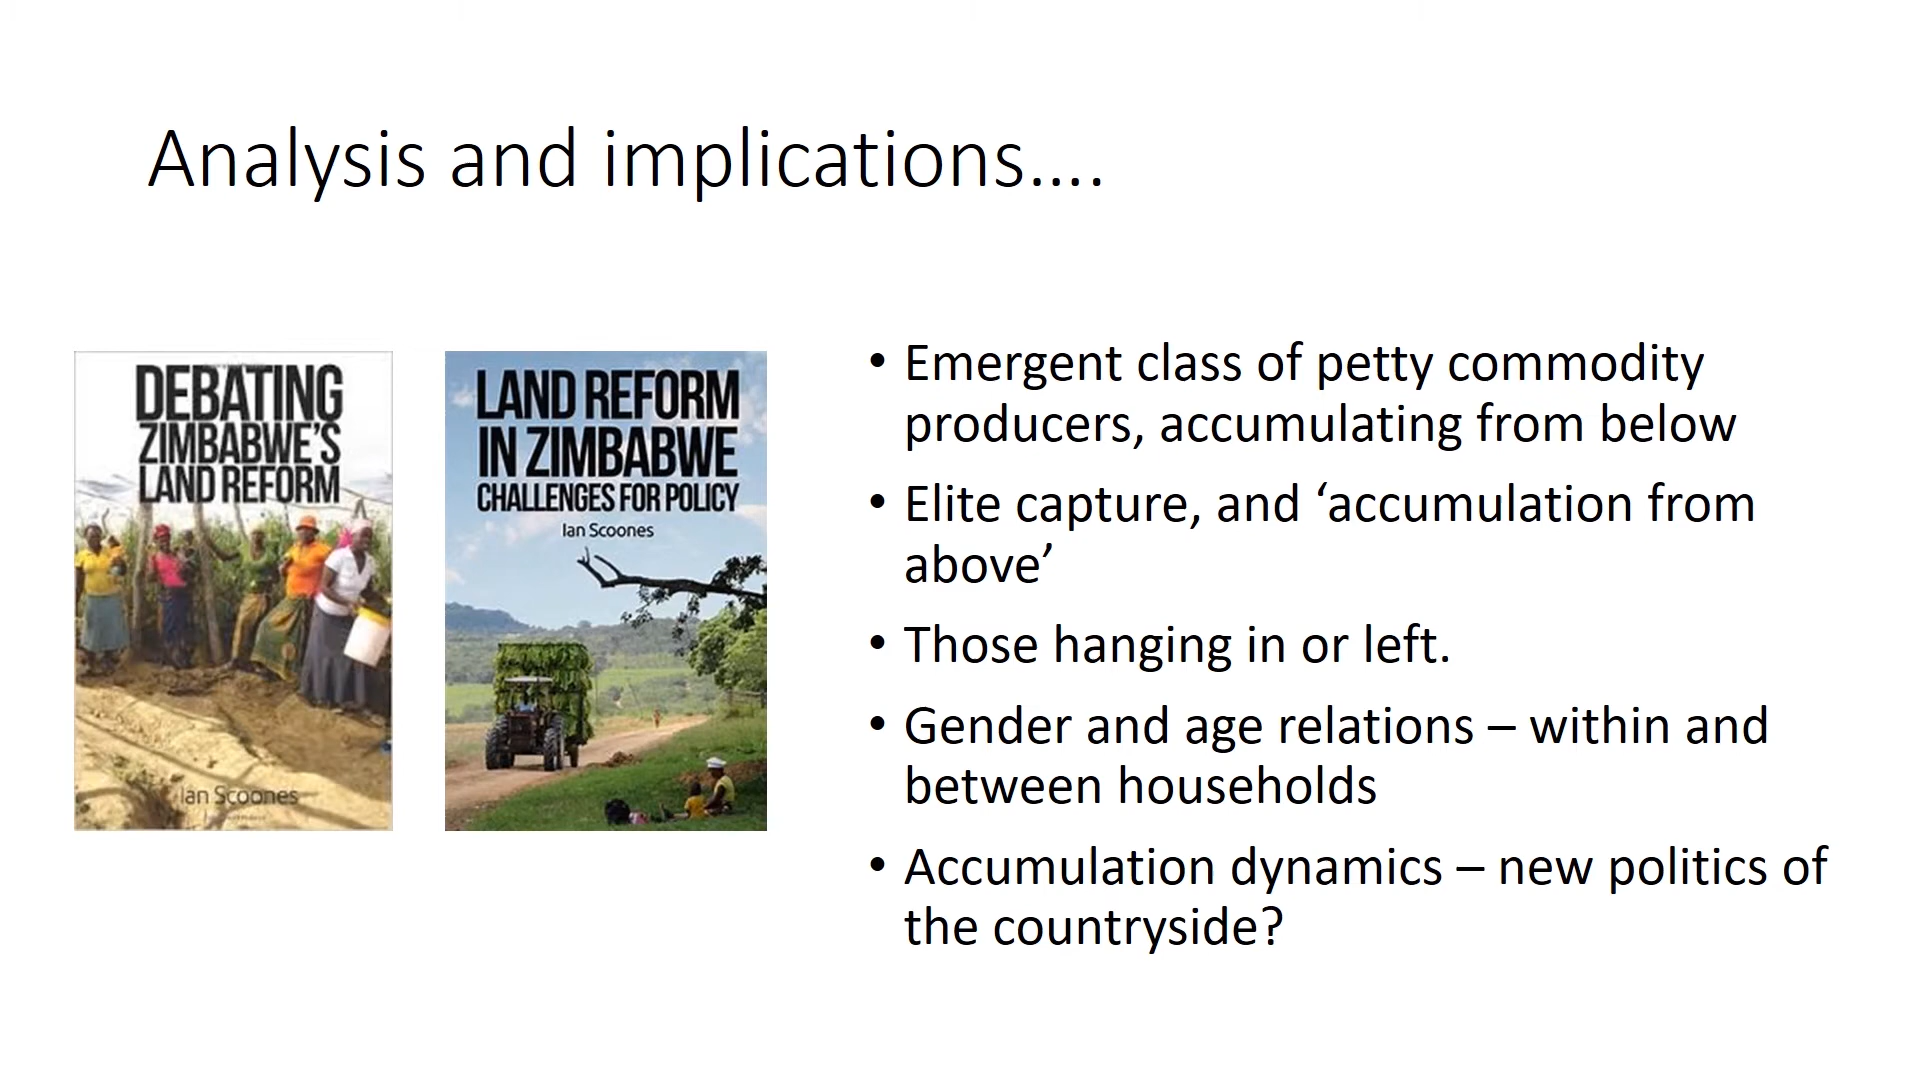 Analysis and implications....
DEBATING
ZIMBABWE'S
LAND REFORM
Ian Scoones
LAND REFORM
IN ZIMBABWE
CHALLENGES FOR POLICY
Ian Scoones
• Emergent class of petty commodity
producers, accumulating from below
• Elite capture, and ‘accumulation from
above’
• Those hanging in or left.
• Gender and age relations – within and
between households
• Accumulation dynamics – new politics of
the countryside?